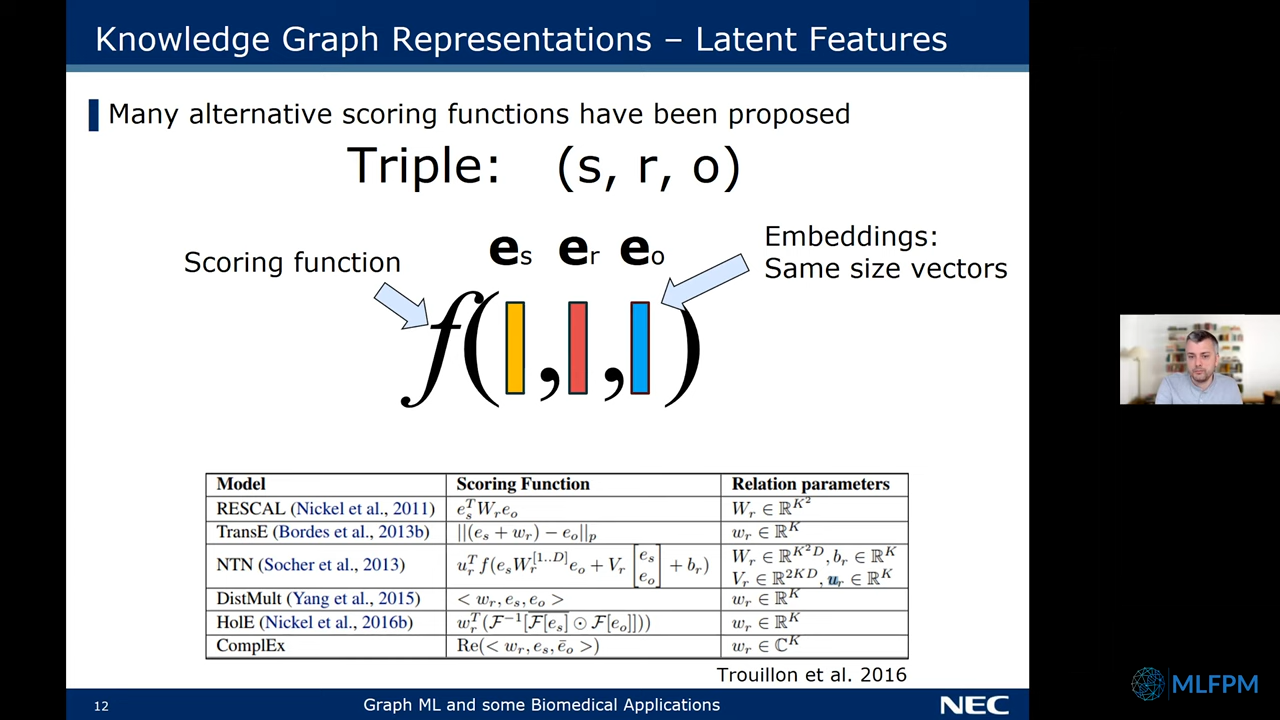 Knowledge Graph Representations – Latent Features
Many alternative scoring functions have been proposed
Triple: (s, r, o)
Scoring function
e_s e_r e_o
Embeddings:
Same size vectors
f( , , )
Model Scoring Function Relation parameters
RESCAL (Nickel et al., 2011) e_s^T W_r e_o W_r ∈ ℝ^{K^2}
TransE (Bordes et al., 2013b) ||(e_s + w_r) − e_o||_p w_r ∈ ℝ^K
NTN (Socher et al., 2013) u_r^T f(e_s W_r^{[1..D]} e_o + V_r [e_s e_o] + b_r) W_r ∈ ℝ^{K^2 D}, b_r ∈ ℝ^K
V_r ∈ ℝ^{2KD}, u_r ∈ ℝ^K
DistMult (Yang et al., 2015) < w_r, e_s, e_o > w_r ∈ ℝ^K
HolE (Nickel et al., 2016b) w_r^T (ℱ^{−1}[\overline{ℱ[e_s]} ⊙ ℱ[e_o]])) w_r ∈ ℝ^K
ComplEx Re(< w_r, e_s, ē_o >) w_r ∈ ℂ^K
Trouillon et al. 2016
12 Graph ML and some Biomedical Applications NEC
MLFPM